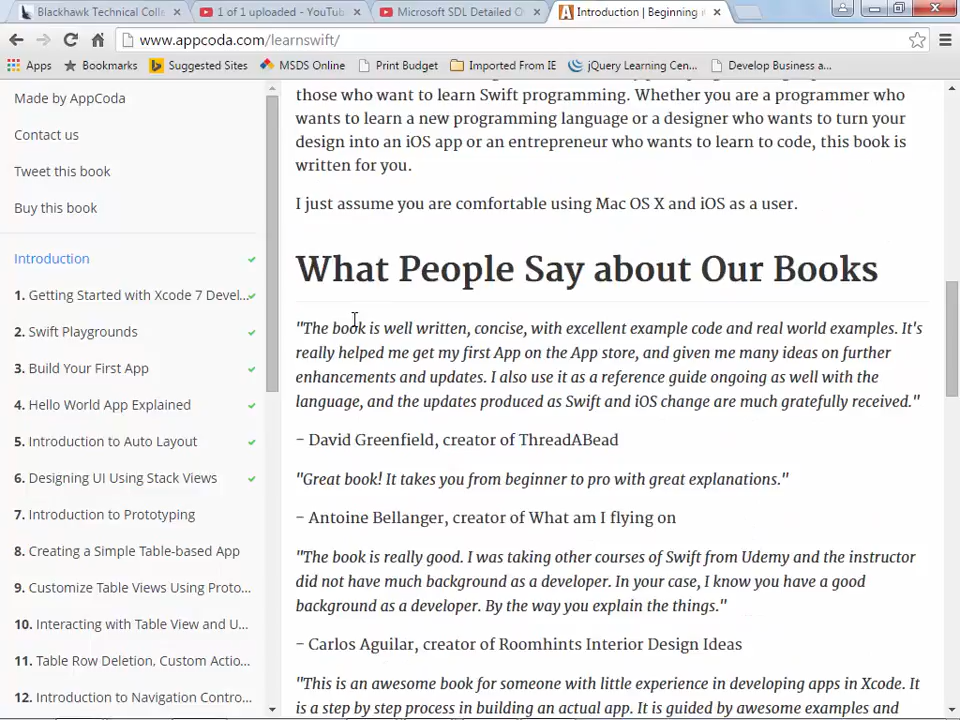 Blackhawk Technical Coll
1 of 1 uploaded - YouTub
Microsoft SDL Detailed O
Introduction | Beginning i
www.appcoda.com/learnswift/
Apps
Bookmarks
Suggested Sites
MSDS Online
Print Budget
Imported From IE
jQuery Learning Cen...
Develop Business a...
Made by AppCoda
Contact us
Tweet this book
Buy this book
Introduction
1. Getting Started with Xcode 7 Devel...
2. Swift Playgrounds
3. Build Your First App
4. Hello World App Explained
5. Introduction to Auto Layout
6. Designing UI Using Stack Views
7. Introduction to Prototyping
8. Creating a Simple Table-based App
9. Customize Table Views Using Proto...
10. Interacting with Table View and U...
11. Table Row Deletion, Custom Actio...
12. Introduction to Navigation Contro...
those who want to learn Swift programming. Whether you are a programmer who
wants to learn a new programming language or a designer who wants to turn your
design into an iOS app or an entrepreneur who wants to learn to code, this book is
written for you.
I just assume you are comfortable using Mac OS X and iOS as a user.
What People Say about Our Books
"The book is well written, concise, with excellent example code and real world examples. It's
really helped me get my first App on the App store, and given me many ideas on further
enhancements and updates. I also use it as a reference guide ongoing as well with the
language, and the updates produced as Swift and iOS change are much gratefully received."
– David Greenfield, creator of ThreadABead
"Great book! It takes you from beginner to pro with great explanations."
– Antoine Bellanger, creator of What am I flying on
"The book is really good. I was taking other courses of Swift from Udemy and the instructor
did not have much background as a developer. In your case, I know you have a good
background as a developer. By the way you explain the things."
– Carlos Aguilar, creator of Roomhints Interior Design Ideas
"This is an awesome book for someone with little experience in developing apps in Xcode. It
is a step by step process in building an actual app. It is guided by awesome examples and